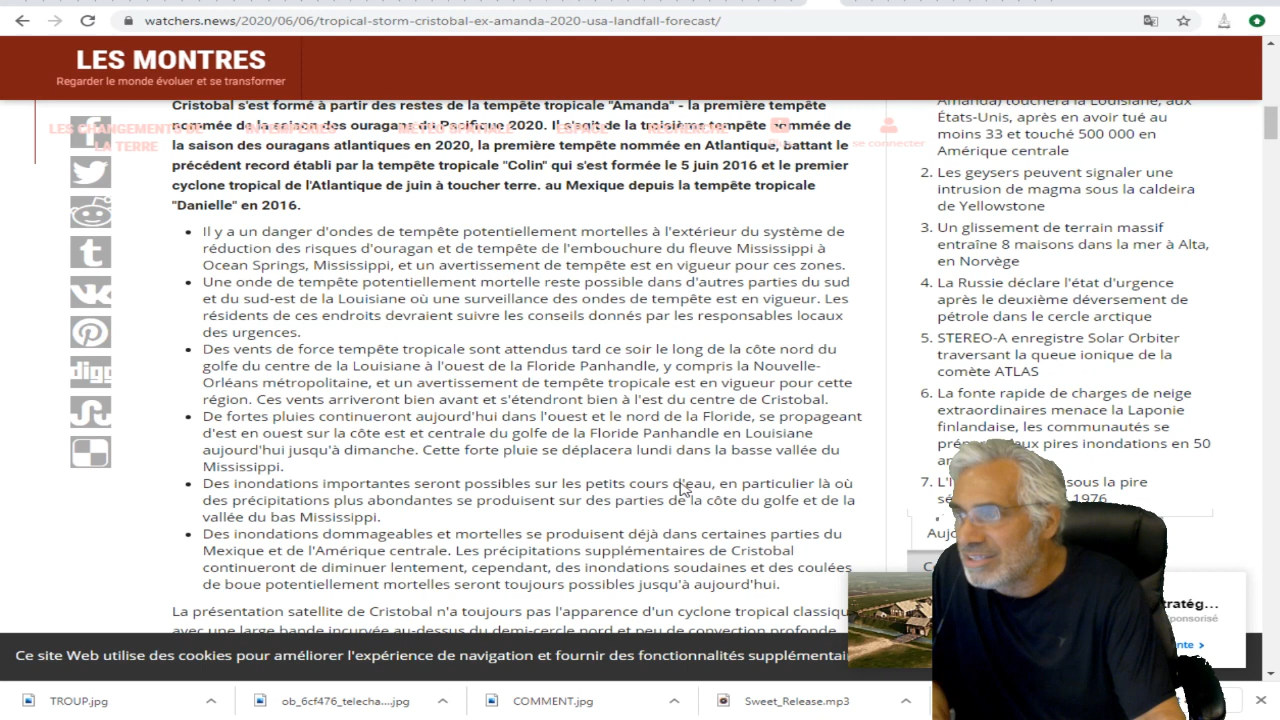 watchers.news/2020/06/06/tropical-storm-cristobal-ex-amanda-2020-usa-landfall-forecast/
LES MONTRES
Regarder le monde évoluer et se transformer
Cristobal s'est formé à partir des restes de la tempête tropicale "Amanda" - la première tempête
nommée de la saison des ouragans du Pacifique 2020. Il s'agit de la troisième tempête nommée de
la saison des ouragans atlantiques en 2020, la première tempête nommée en Atlantique, battant le
précédent record établi par la tempête tropicale "Colin" qui s'est formée le 5 juin 2016 et le premier
cyclone tropical de l'Atlantique de juin à toucher terre. au Mexique depuis la tempête tropicale
"Danielle" en 2016.
LES CHANGEMENTS DE
LA TERRE
MÉTÉO SPATIALE
ESPACE
se connecter
Il y a un danger d'ondes de tempête potentiellement mortelles à l'extérieur du système de
réduction des risques d'ouragan et de tempête de l'embouchure du fleuve Mississippi à
Ocean Springs, Mississippi, et un avertissement de tempête est en vigueur pour ces zones.
Une onde de tempête potentiellement mortelle reste possible dans d'autres parties du sud
et du sud-est de la Louisiane où une surveillance des ondes de tempête est en vigueur. Les
résidents de ces endroits devraient suivre les conseils donnés par les responsables locaux
des urgences.
Des vents de force tempête tropicale sont attendus tard ce soir le long de la côte nord du
golfe du centre de la Louisiane à l'ouest de la Floride Panhandle, y compris la Nouvelle-
Orléans métropolitaine, et un avertissement de tempête tropicale est en vigueur pour cette
région. Ces vents arriveront bien avant et s'étendront bien à l'est du centre de Cristobal.
De fortes pluies continueront aujourd'hui dans l'ouest et le nord de la Floride, se propageant
d'est en ouest sur la côte est et centrale du golfe de la Floride Panhandle en Louisiane
aujourd'hui jusqu'à dimanche. Cette forte pluie se déplacera lundi dans la basse vallée du
Mississippi.
Des inondations importantes seront possibles sur les petits cours d'eau, en particulier là où
des précipitations plus abondantes se produisent sur des parties de la côte du golfe et de la
vallée du bas Mississippi.
Des inondations dommageables et mortelles se produisent déjà dans certaines parties du
Mexique et de l'Amérique centrale. Les précipitations supplémentaires de Cristobal
continueront de diminuer lentement, cependant, des inondations soudaines et des coulées
de boue potentiellement mortelles seront toujours possibles jusqu'à aujourd'hui.
La présentation satellite de Cristobal n'a toujours pas l'apparence d'un cyclone tropical classique
avec une large bande incurvée au-dessus du demi-cercle nord et peu de convection profonde
Amanda) touchera la Louisiane, aux
États-Unis, après en avoir tué au
moins 33 et touché 500 000 en
Amérique centrale
2. Les geysers peuvent signaler une
intrusion de magma sous la caldeira
de Yellowstone
3. Un glissement de terrain massif
entraîne 8 maisons dans la mer à Alta,
en Norvège
4. La Russie déclare l'état d'urgence
après le deuxième déversement de
pétrole dans le cercle arctique
5. STEREO-A enregistre Solar Orbiter
traversant la queue ionique de la
comète ATLAS
6. La fonte rapide de charges de neige
extraordinaires menace la Laponie
finlandaise, les communautés se
aux pires inondations en 50
7. sous la pire
1976
digg
Ce site Web utilise des cookies pour améliorer l'expérience de navigation et fournir des fonctionnalités
TROUP.jpg
ob_6cf476_telecha....jpg
COMMENT.jpg
Sweet_Release.mp3